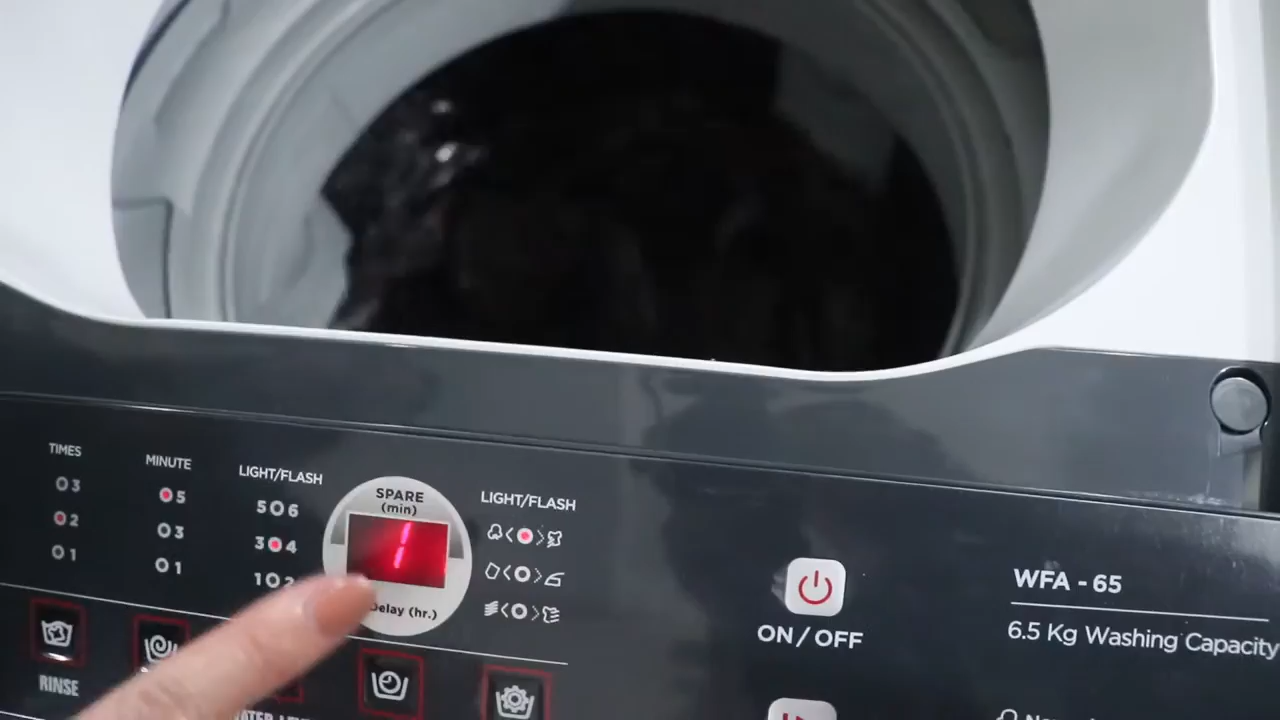 TIMES
3
2
1
MINUTE
5
3
1
LIGHT/FLASH
5 6
3 4
1
SPARE
(min)
1
Delay (hr.)
LIGHT/FLASH
ON / OFF
WFA - 65
6.5 Kg Washing Capacity
RINSE